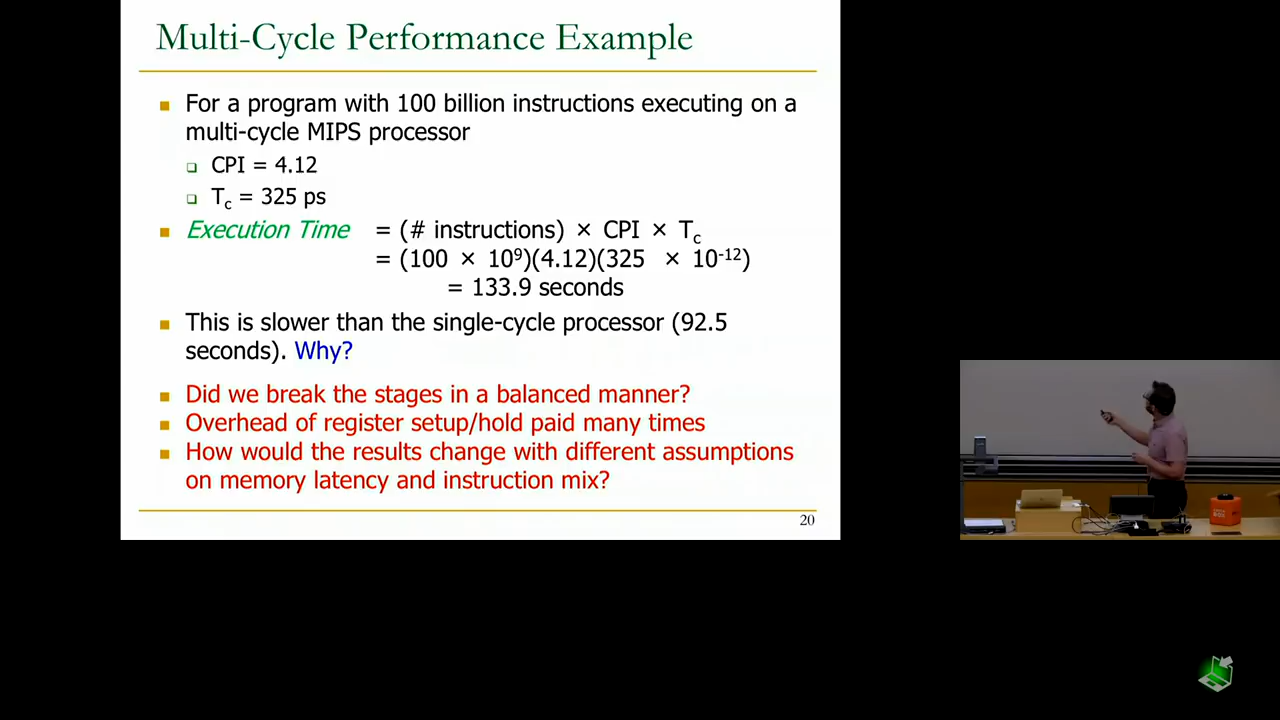 Multi-Cycle Performance Example
For a program with 100 billion instructions executing on a
multi-cycle MIPS processor
CPI = 4.12
Tc = 325 ps
Execution Time = (# instructions) × CPI × Tc
= (100 × 10⁹)(4.12)(325 × 10⁻¹²)
= 133.9 seconds
This is slower than the single-cycle processor (92.5
seconds). Why?
Did we break the stages in a balanced manner?
Overhead of register setup/hold paid many times
How would the results change with different assumptions
on memory latency and instruction mix?
20